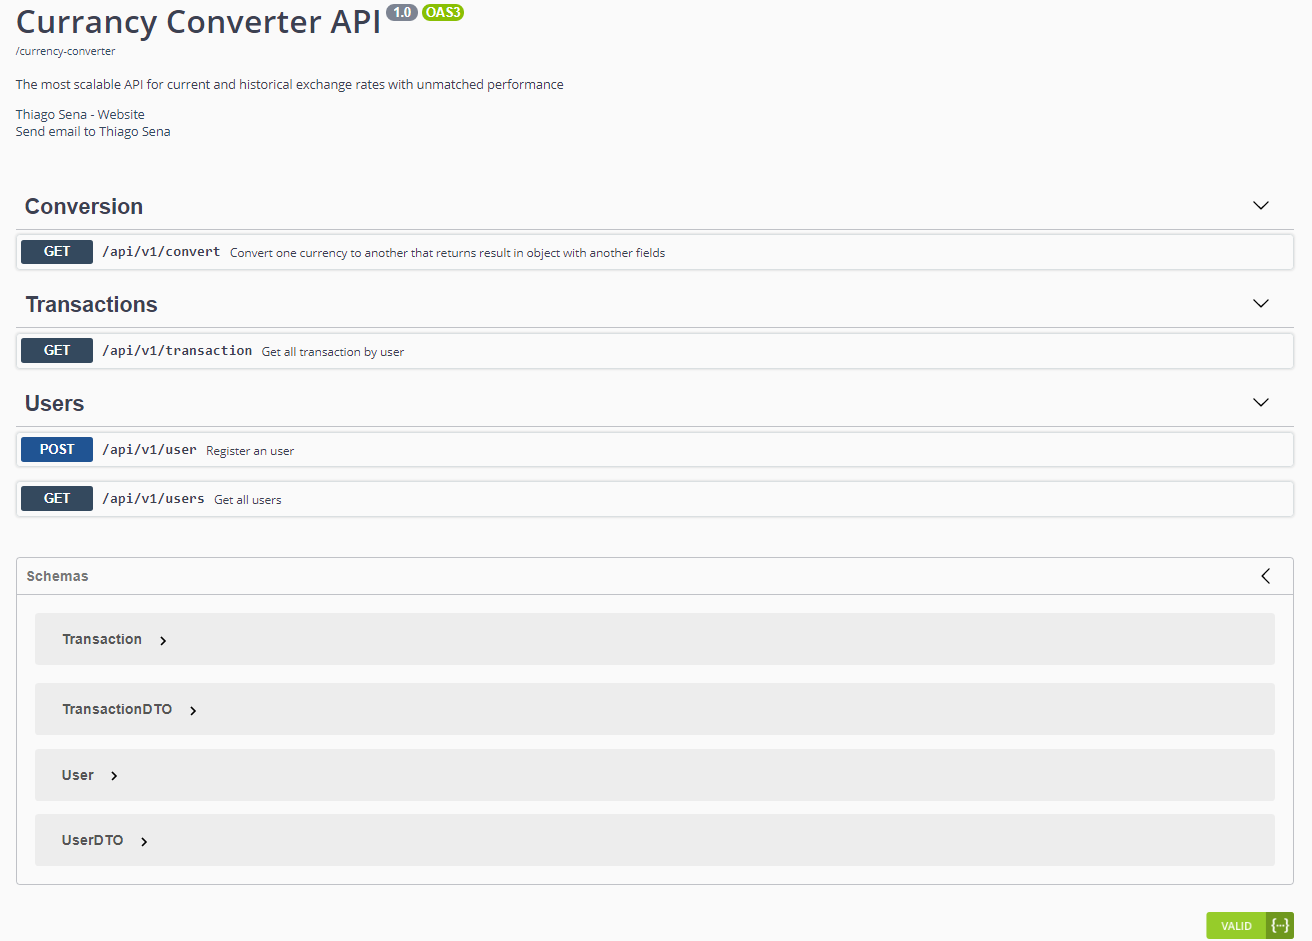 Currancy Converter API 1.0 OAS3
/currency-converter
The most scalable API for current and historical exchange rates with unmatched performance
Thiago Sena - Website
Send email to Thiago Sena
Conversion
GET /api/v1/convert Convert one currency to another that returns result in object with another fields
Transactions
GET /api/v1/transaction Get all transaction by user
Users
POST /api/v1/user Register an user
GET /api/v1/users Get all users
Schemas
Transaction
TransactionDTO
User
UserDTO
VALID {...}